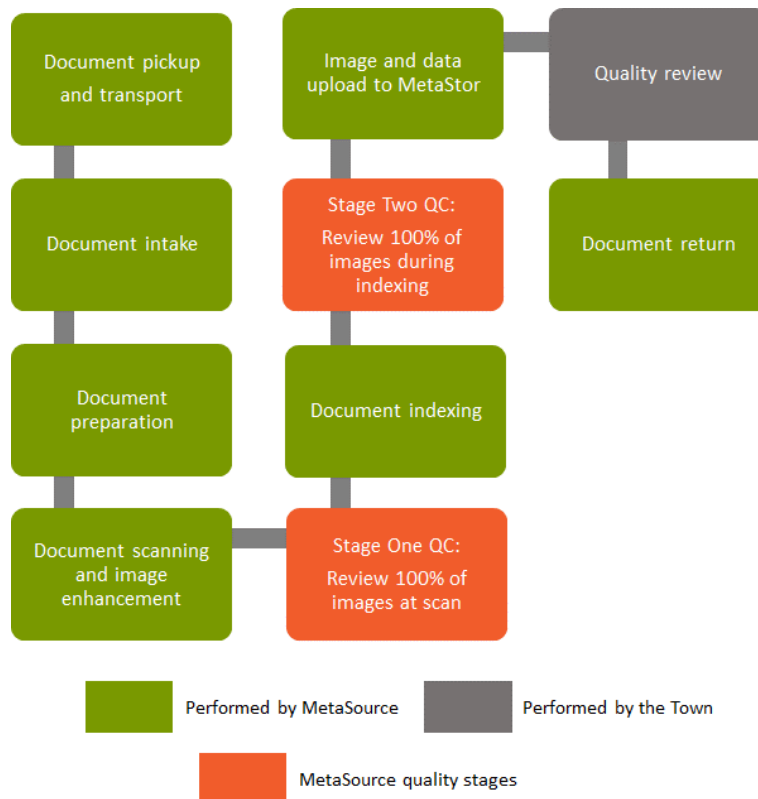 Document pickup
and transport
Document intake
Document
preparation
Document scanning
and image
enhancement
Stage One QC:
Review 100% of
images at scan
Document indexing
Stage Two QC:
Review 100% of
images during
indexing
Image and data
upload to MetaStor
Quality review
Document return
Performed by MetaSource
Performed by the Town
MetaSource quality stages